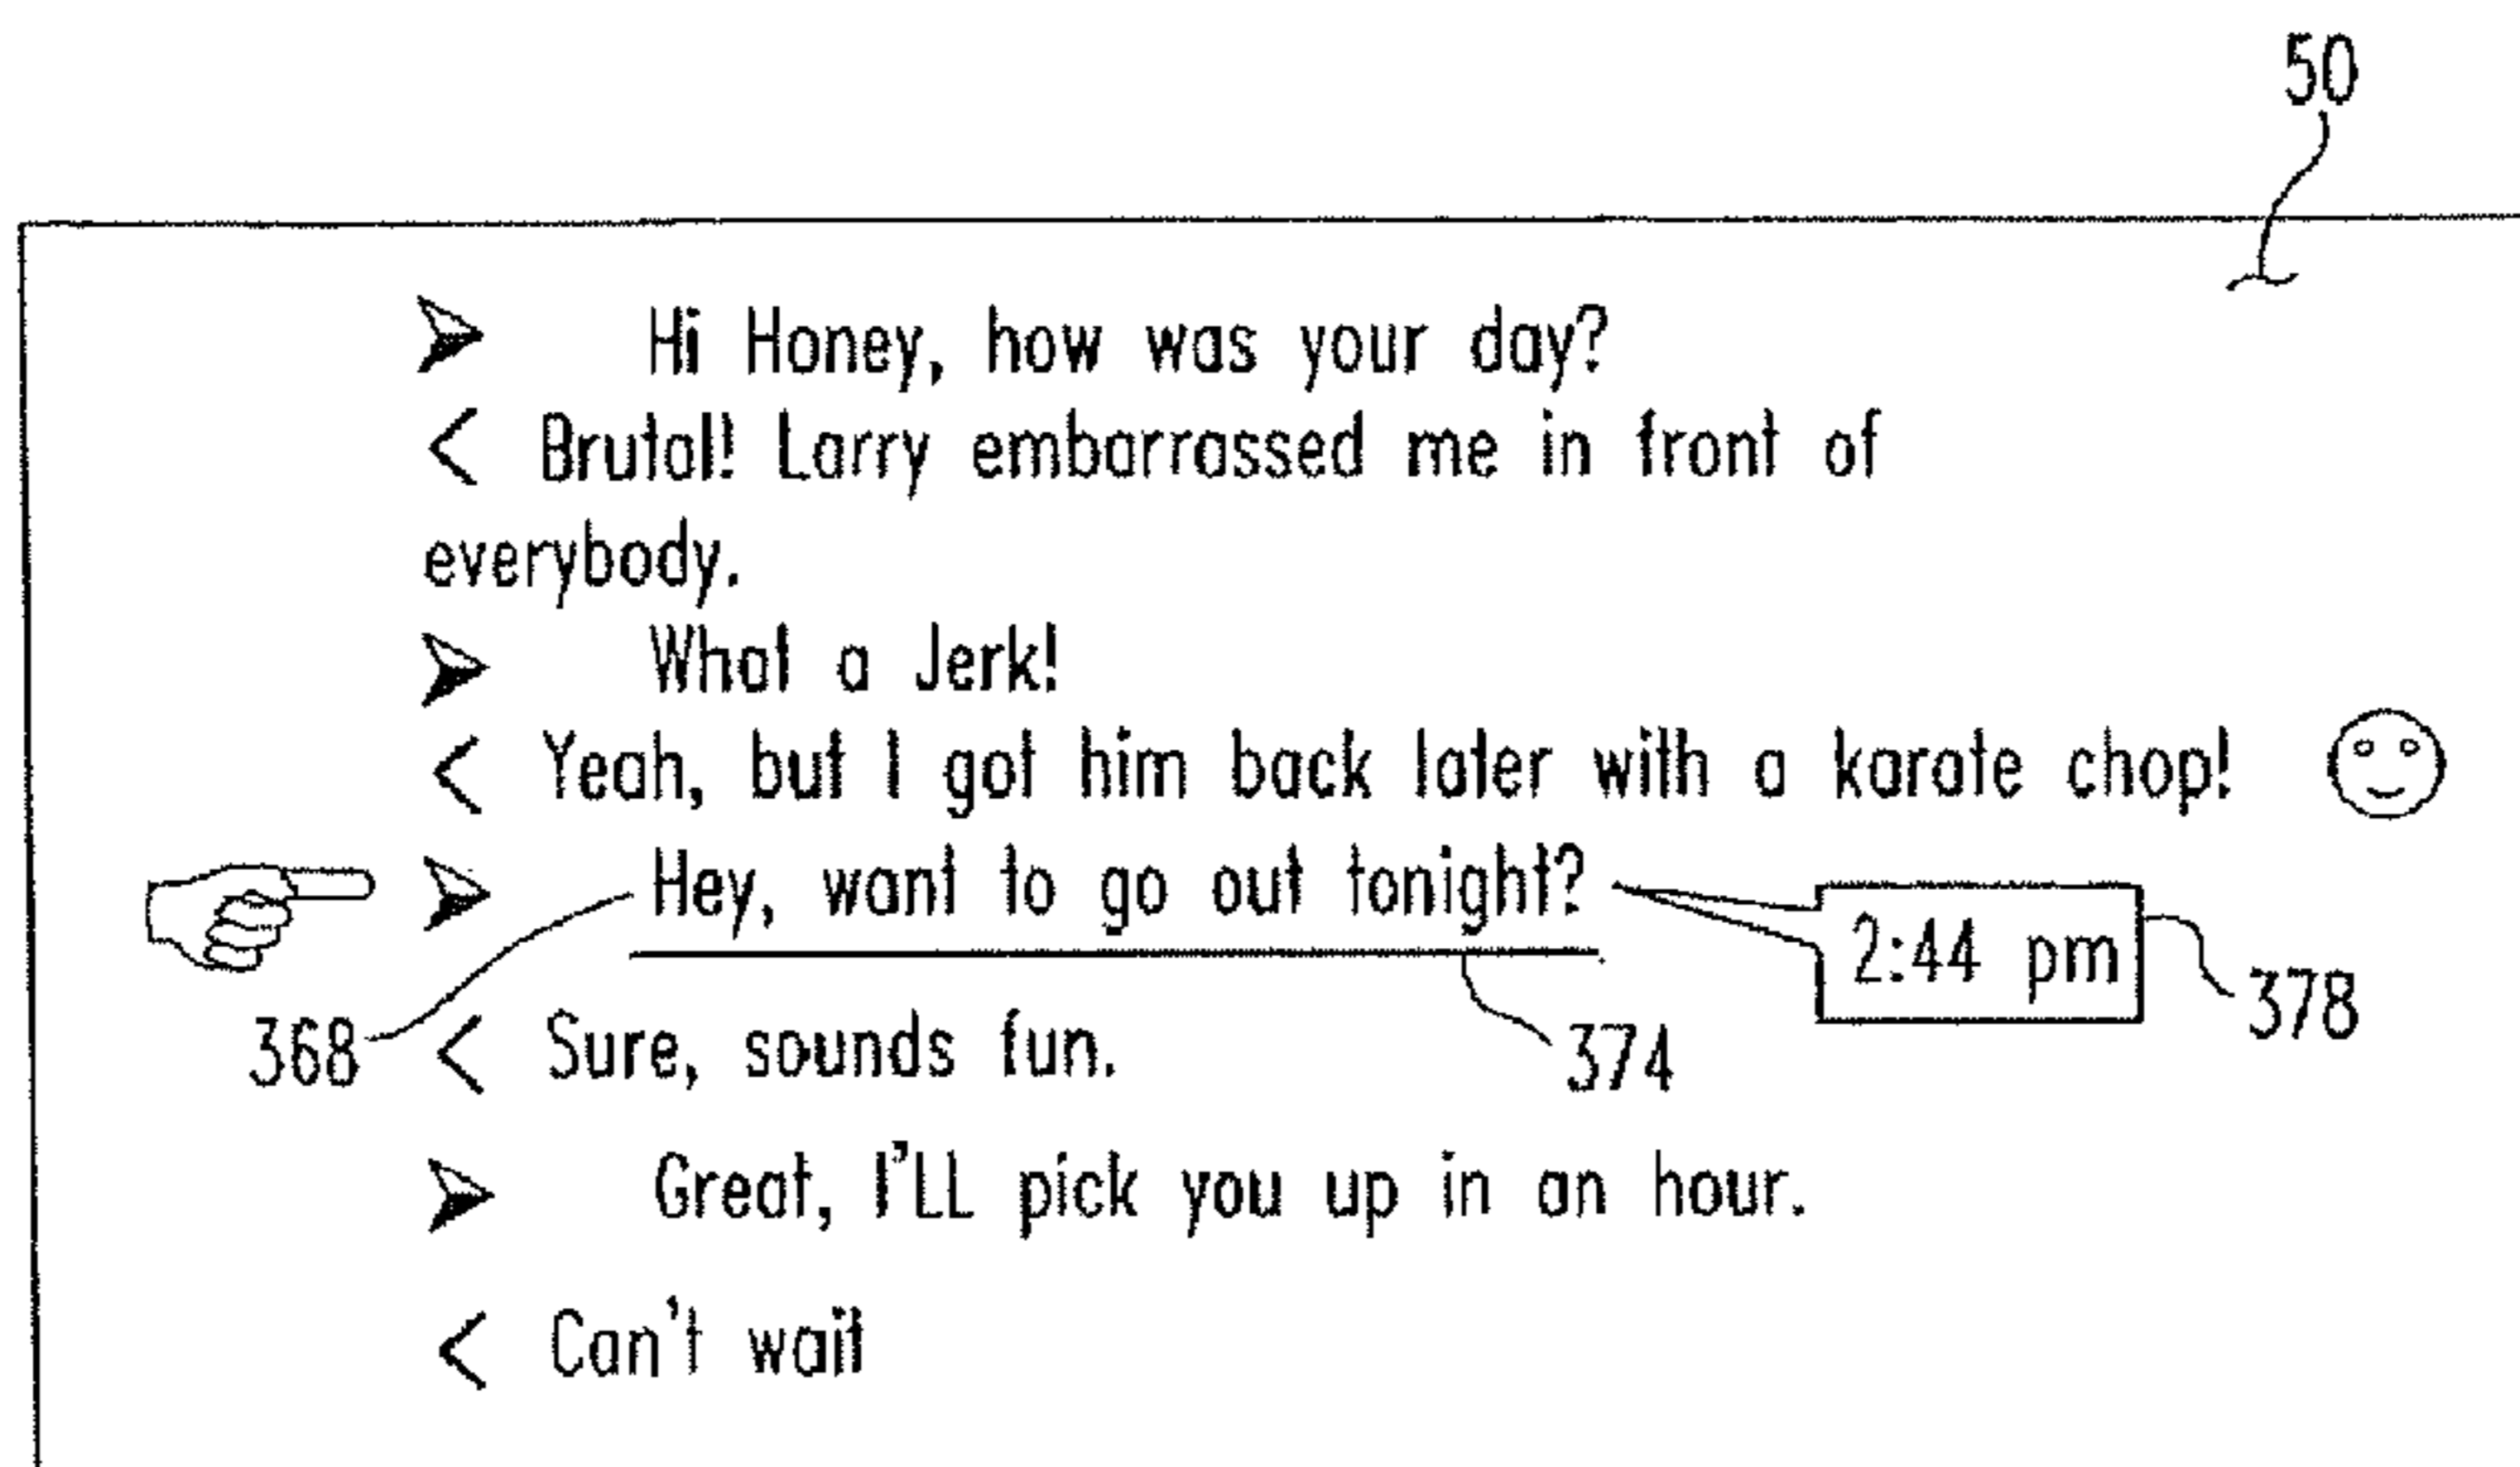 50
➤ Hi Honey, how was your day?
< Brutal! Larry embarrassed me in front of
everybody.
➤ What a Jerk!
< Yeah, but I got him back later with a karate chop!
➤ Hey, want to go out tonight?
2:44 pm
378
368
< Sure, sounds fun.
374
➤ Great, I'LL pick you up in an hour.
< Can't wait